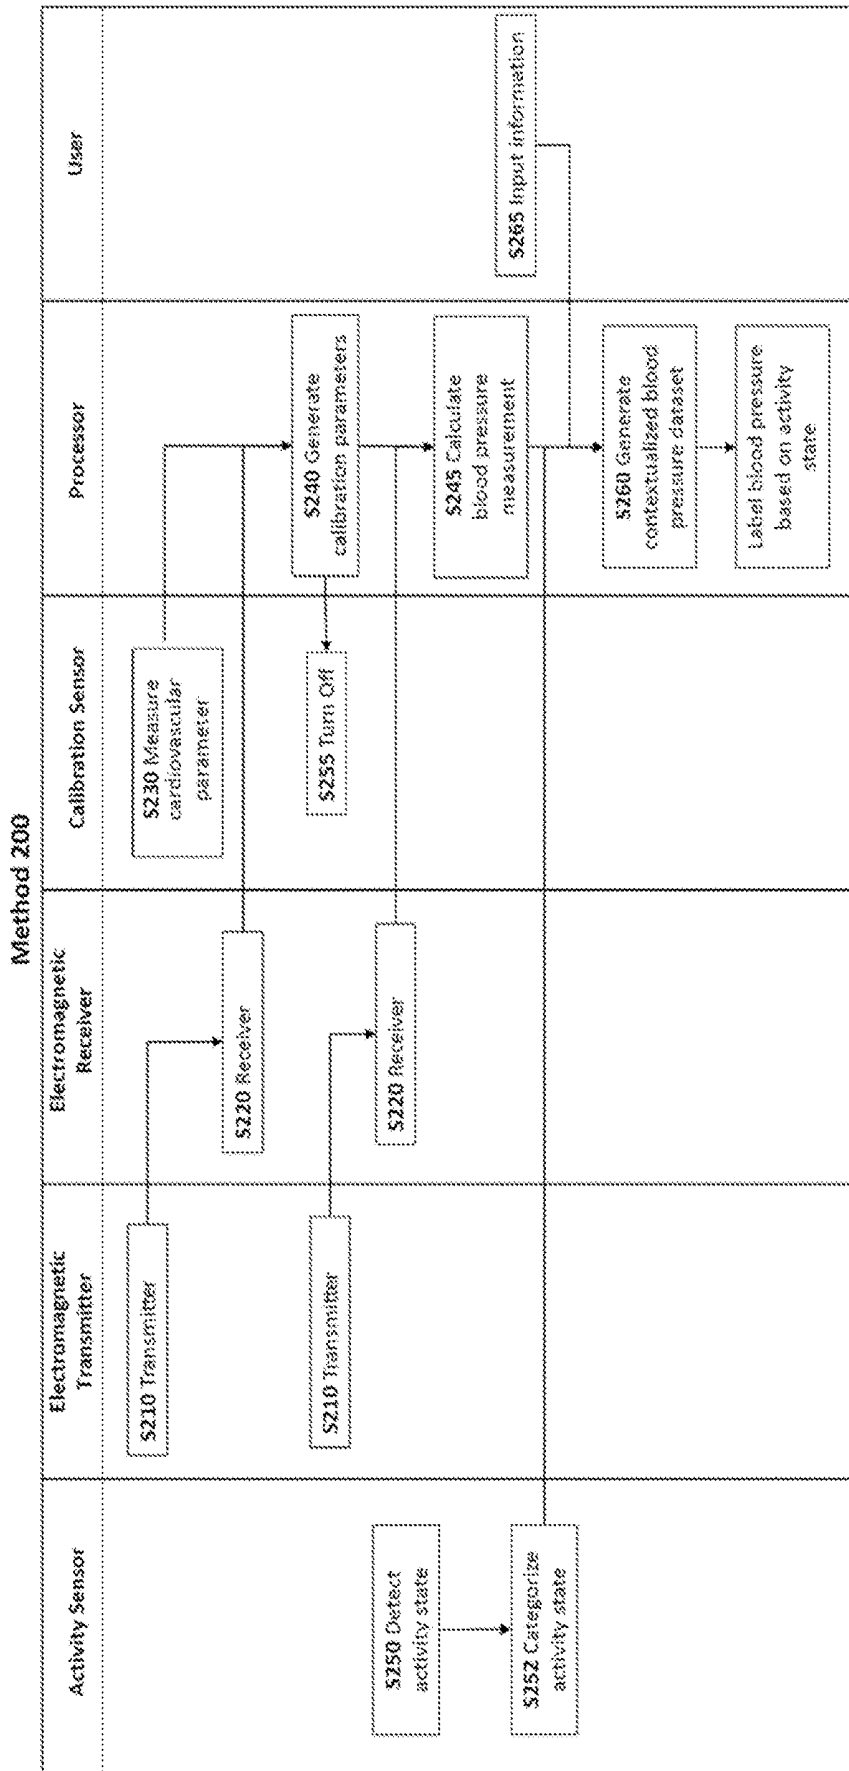 Method 200
Activity Sensor
Electromagnetic
Transmitter
Electromagnetic
Receiver
Calibration Sensor
Processor
User
S210 Transmitter
S230 Measure
cardiovascular
parameter
S220 Receiver
S210 Transmitter
S255 Turn Off
S240 Generate
calibration parameters
S250 Detect
activity state
S220 Receiver
S245 Calculate
blood pressure
measurement
S265 Input information
S252 Categorize
activity state
S260 Generate
contextualized blood
pressure dataset
Label blood pressure
based on activity
state